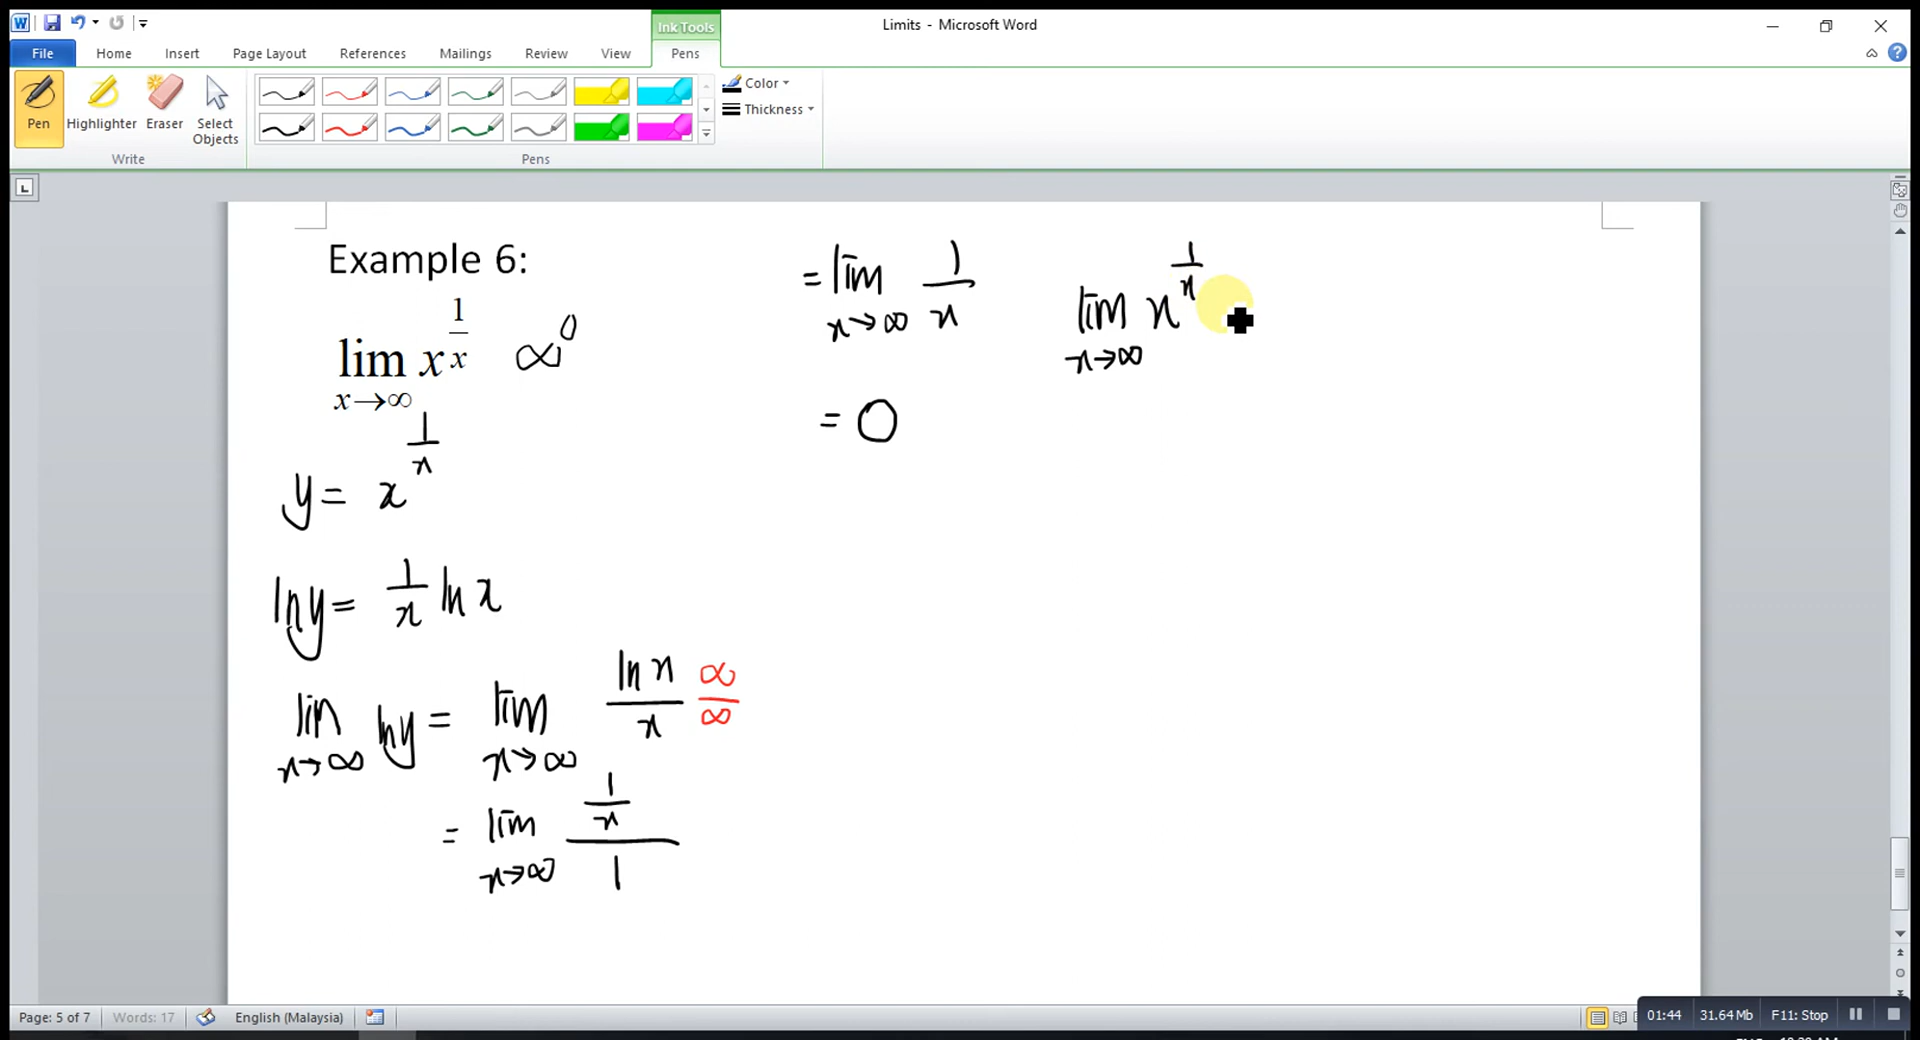 Limits - Microsoft Word
Ink Tools
File Home Insert Page Layout References Mailings Review View Pens
Pen Highlighter Eraser Select Objects
Color
Thickness
Write
Pens
Example 6:
lim x→∞ x^(1/x) ∞^0
y = x^(1/x)
ln y = 1/x ln x
lim x→∞ ln y = lim x→∞ ln x / x ∞/∞
= lim x→∞ (1/x)/1
= lim x→∞ 1/x
= 0
lim x→∞ x^(1/x)
Page: 5 of 7 Words: 17 English (Malaysia)
01:44 31.64 Mb F11: Stop